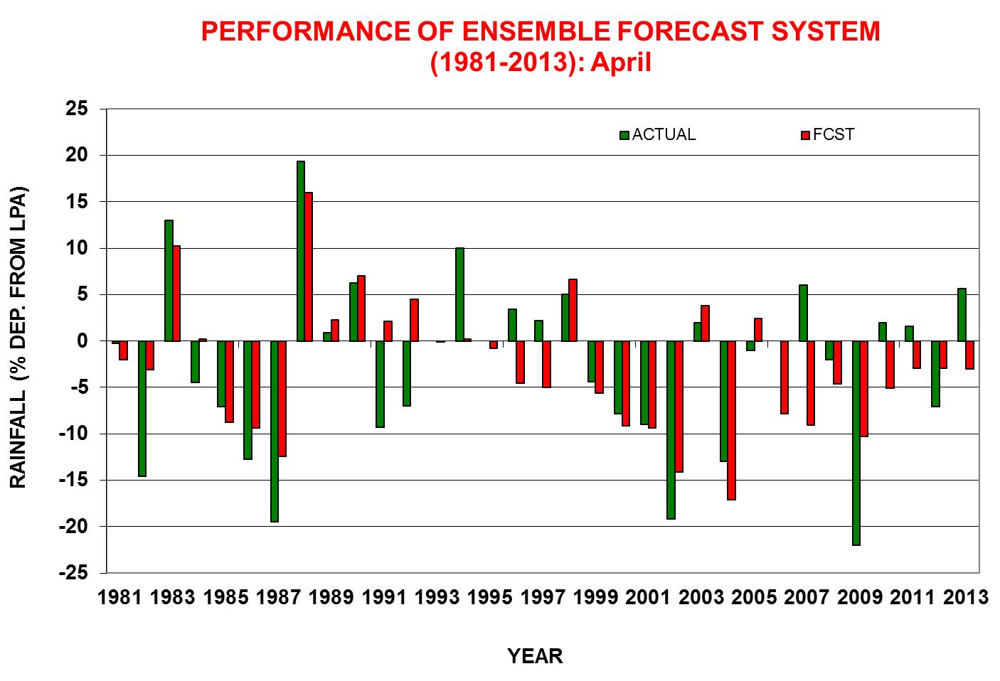 PERFORMANCE OF ENSEMBLE FORECAST SYSTEM
(1981-2013): April
ACTUAL
FCST
25
20
15
10
5
0
-5
-10
-15
-20
-25
RAINFALL (% DEP. FROM LPA)
1981 1983 1985 1987 1989 1991 1993 1995 1997 1999 2001 2003 2005 2007 2009 2011 2013
YEAR